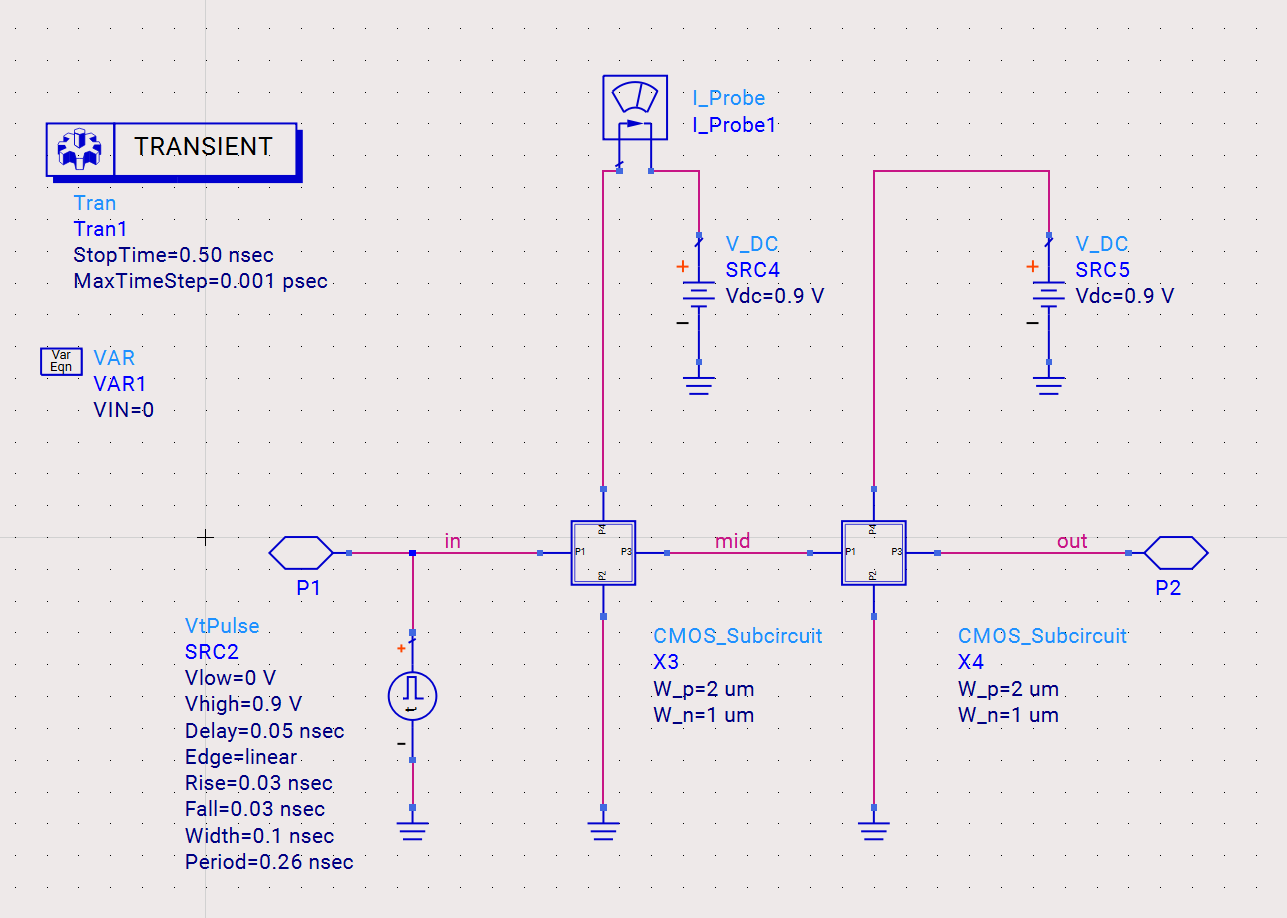 I_Probe
I_Probe1
TRANSIENT
Tran
Tran1
StopTime=0.50 nsec
MaxTimeStep=0.001 psec
+
V_DC
SRC4
Vdc=0.9 V
−
+
V_DC
SRC5
Vdc=0.9 V
−
Var
Eqn
VAR
VAR1
VIN=0
P1
in
P4
P1
P3
P2
mid
P4
P1
P3
P2
out
P2
VtPulse
SRC2
Vlow=0 V
Vhigh=0.9 V
Delay=0.05 nsec
Edge=linear
Rise=0.03 nsec
Fall=0.03 nsec
Width=0.1 nsec
Period=0.26 nsec
+
t
−
CMOS_Subcircuit
X3
W_p=2 um
W_n=1 um
CMOS_Subcircuit
X4
W_p=2 um
W_n=1 um